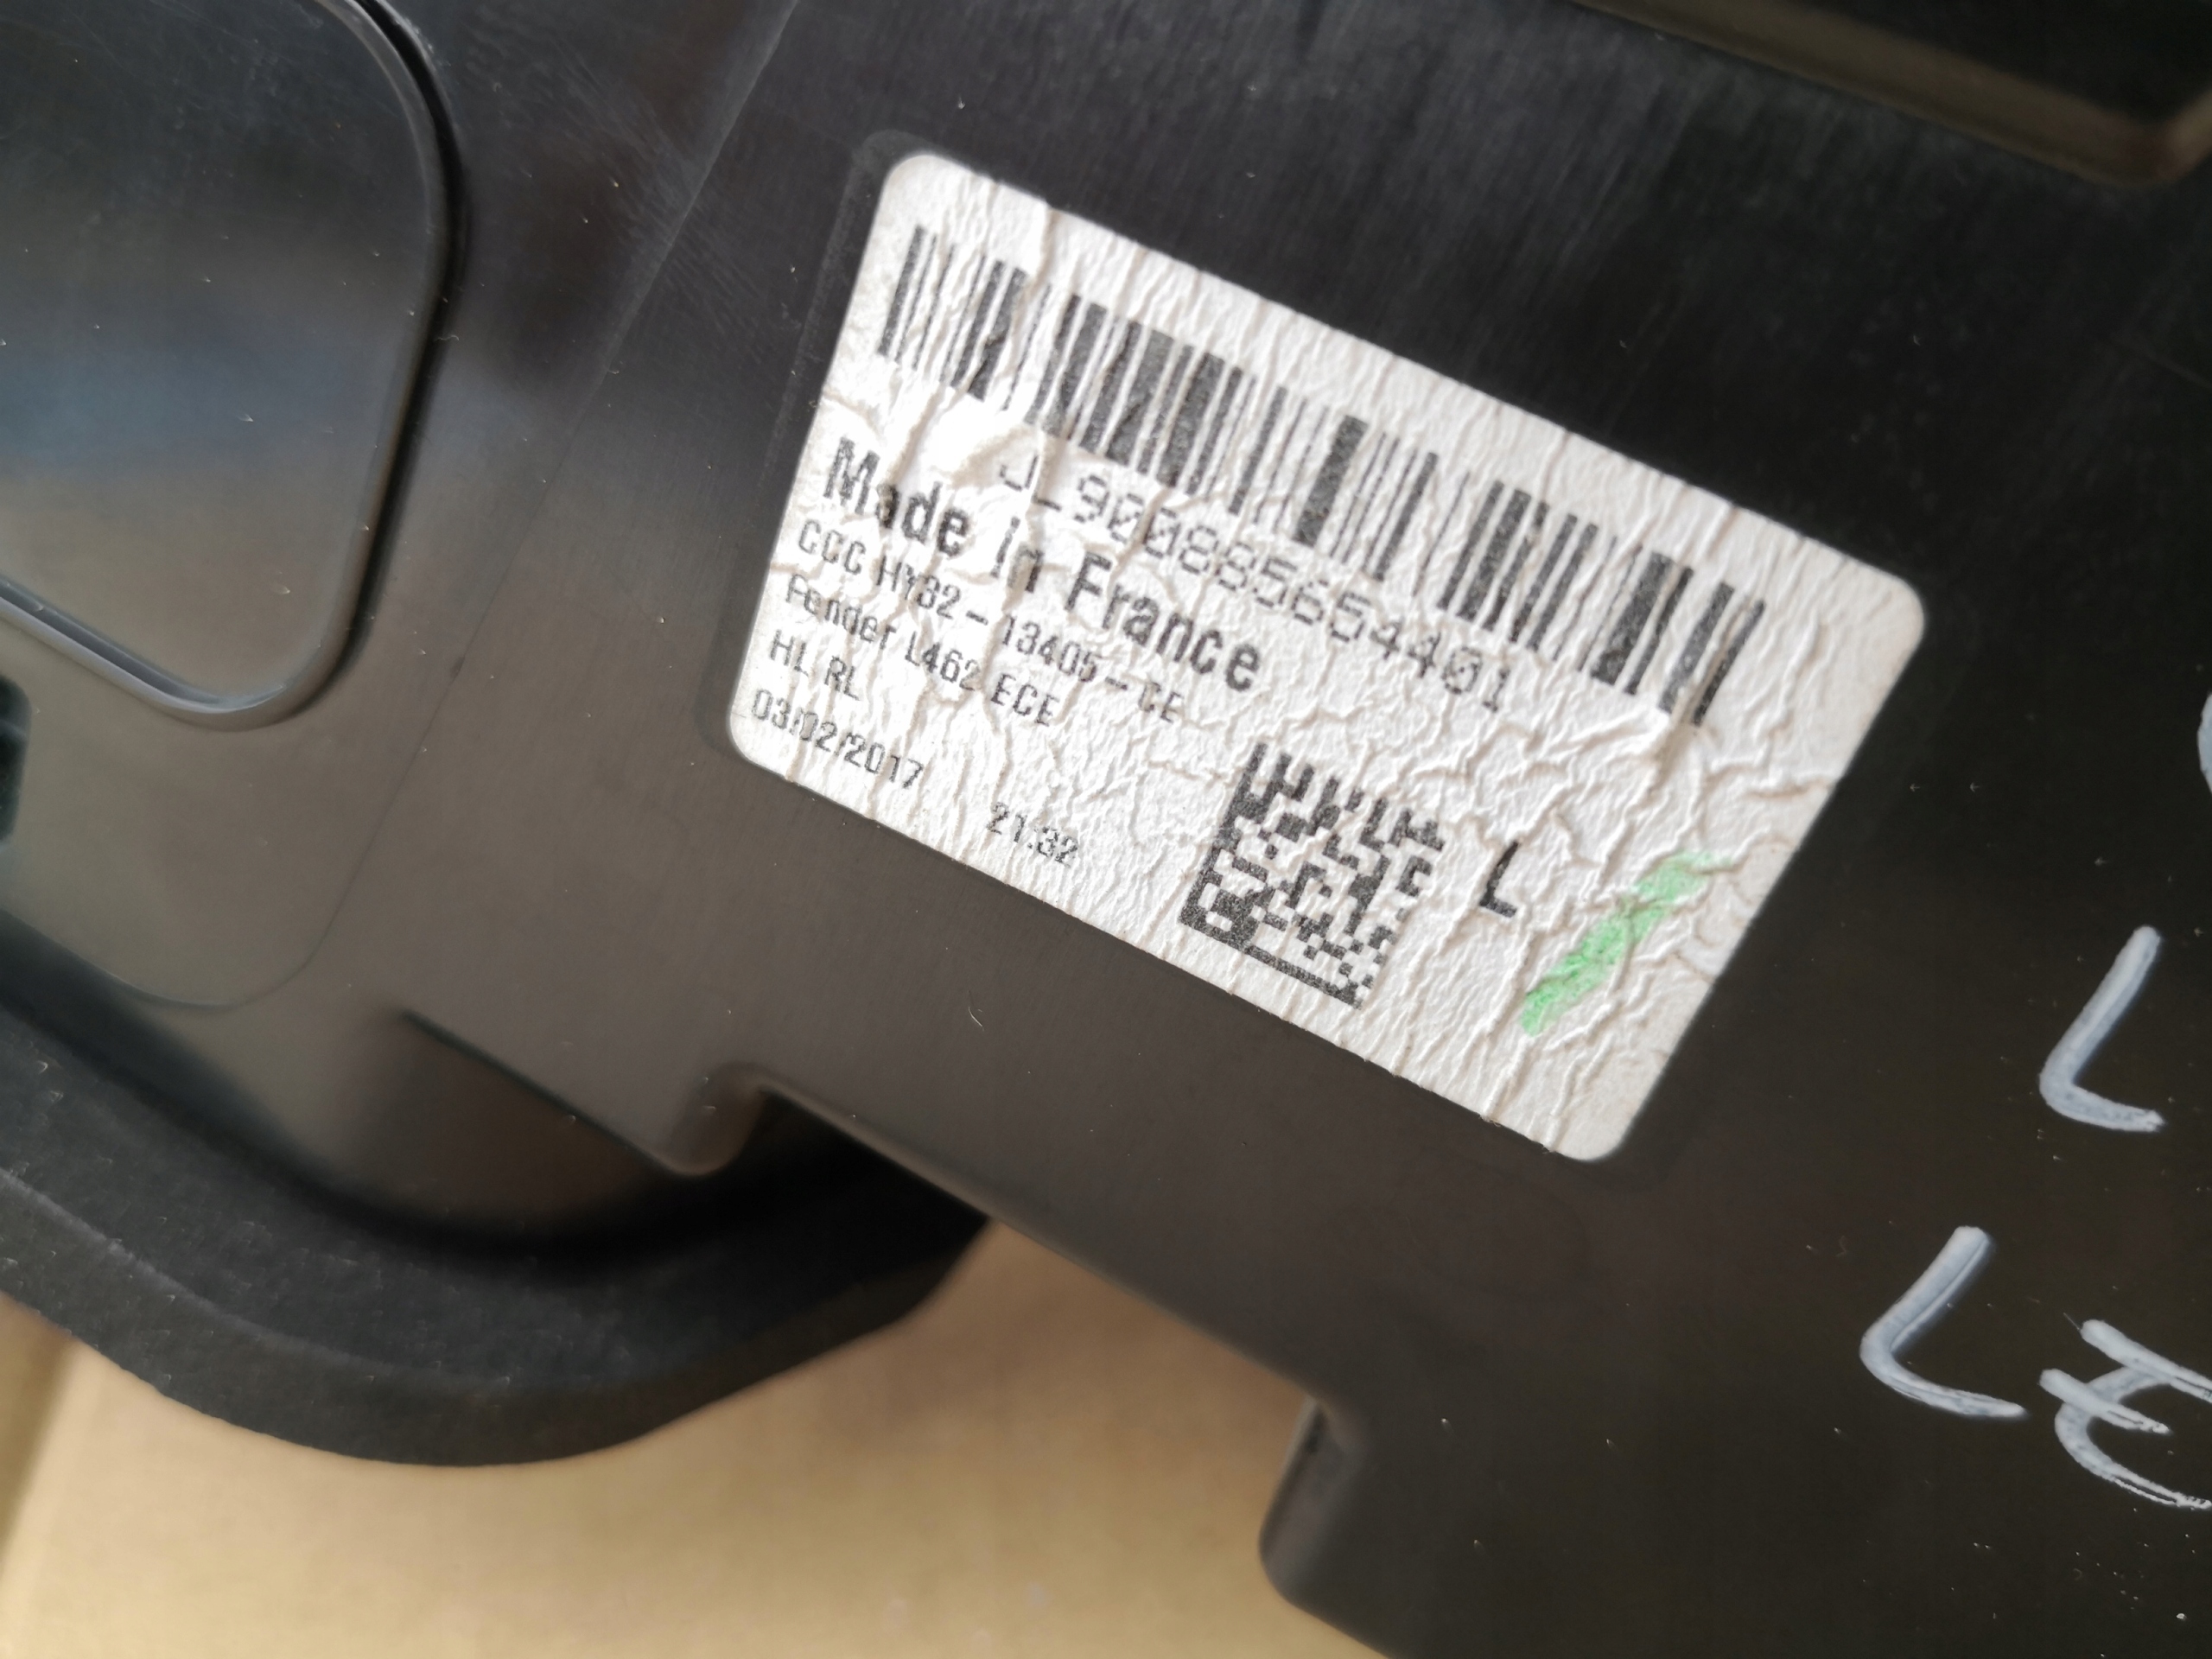 JL900885654401
Made in France
CCC HY32-13405-CE
Fender L462 ECE
HL RL
03/02/2017 21:32
L
L
L